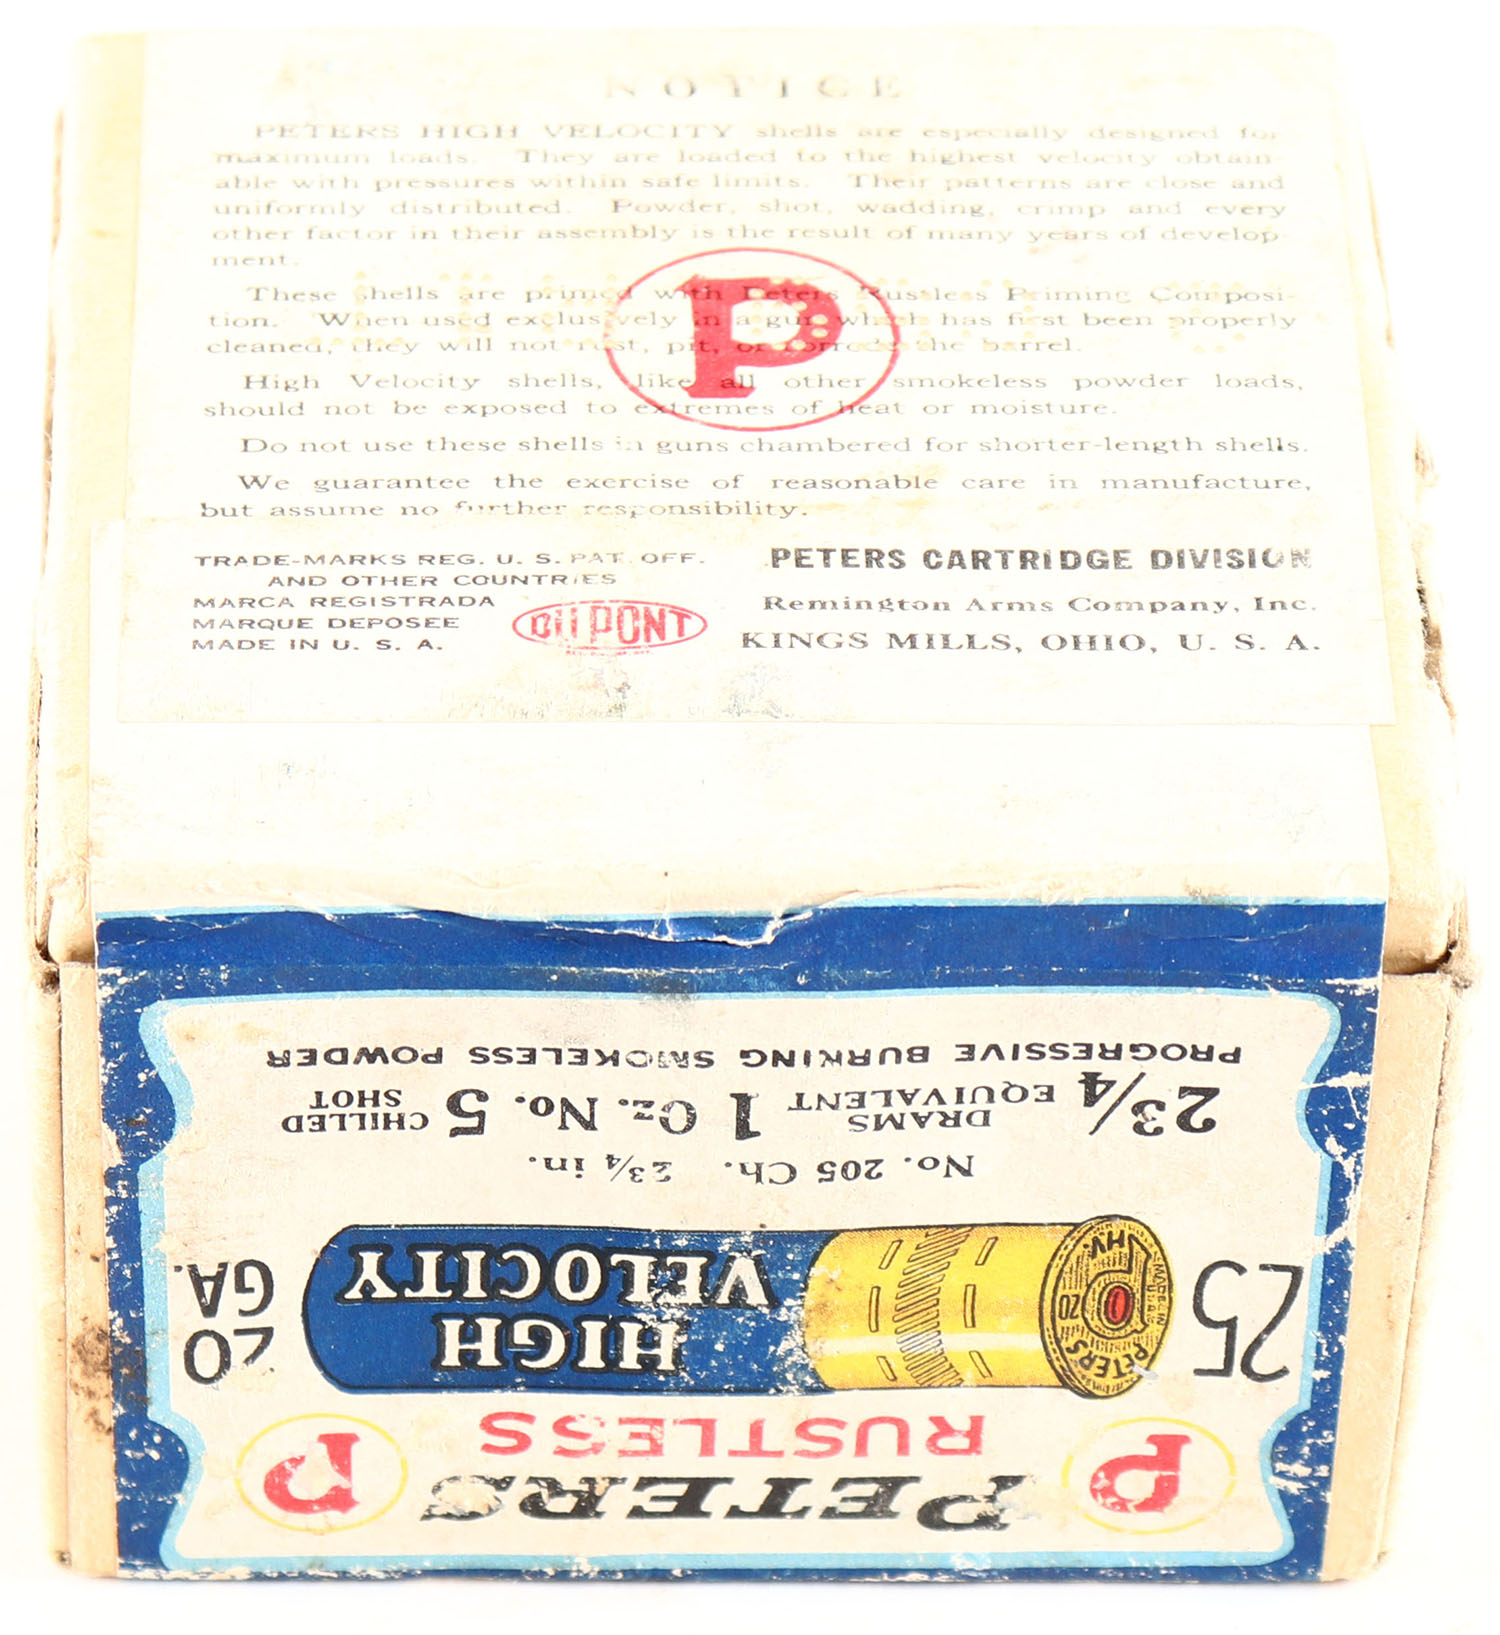 NOTICE
PETERS HIGH VELOCITY shells are especially designed for
maximum loads. They are loaded to the highest velocity obtain-
able with pressures within safe limits. Their patterns are close and
uniformly distributed. Powder, shot, wadding, crimp and every
other factor in their assembly is the result of many years of develop-
ment.
These shells are primed with Peters Rustless Priming Composi-
tion. When used exclusively in a gun which has first been properly
cleaned, they will not rust, pit, or corrode the barrel.
High Velocity shells, like all other smokeless powder loads,
should not be exposed to extremes of heat or moisture.
Do not use these shells in guns chambered for shorter-length shells.
We guarantee the exercise of reasonable care in manufacture,
but assume no further responsibility.
P
TRADE-MARKS REG. U. S. PAT. OFF.
AND OTHER COUNTRIES
MARCA REGISTRADA
MARQUE DEPOSEE
MADE IN U. S. A.
DU PONT
PETERS CARTRIDGE DIVISION
Remington Arms Company, Inc.
KINGS MILLS, OHIO, U. S. A.
P PETERS P
RUSTLESS
25
PETERS
20
HV
MADE IN
U.S.A.
HIGH
VELOCITY
20
GA.
No. 205 Ch. 2¾ in.
2¾ DRAMS EQUIVALENT 1 Oz. No. 5 CHILLED SHOT
PROGRESSIVE BURNING SMOKELESS POWDER